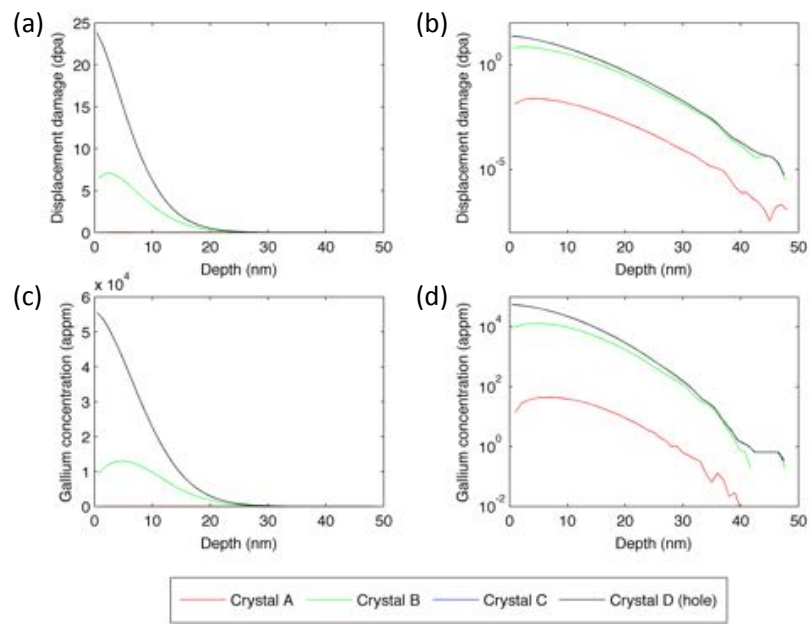 (a)
25
20
15
10
5
0
0 10 20 30 40 50
Displacement damage (dpa)
Depth (nm)
(b)
10^0
10^-5
0 10 20 30 40 50
Displacement damage (dpa)
Depth (nm)
(c)
x 10^4
6
5
4
3
2
1
0
0 10 20 30 40 50
Gallium concentration (appm)
Depth (nm)
(d)
10^4
10^2
10^0
10^-2
0 10 20 30 40 50
Gallium concentration (appm)
Depth (nm)
Crystal A Crystal B Crystal C Crystal D (hole)